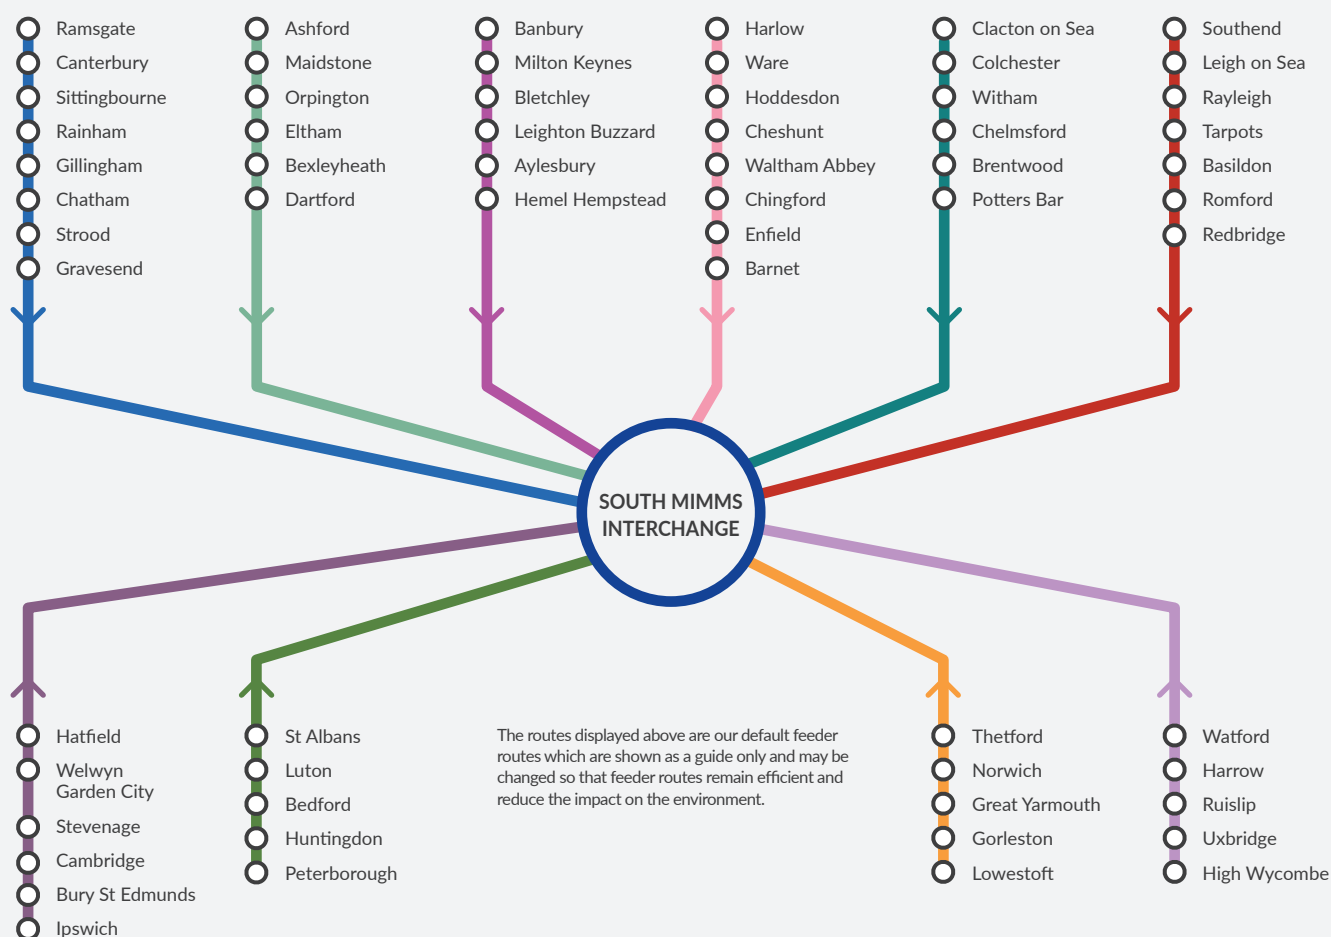 Ramsgate
Canterbury
Sittingbourne
Rainham
Gillingham
Chatham
Strood
Gravesend
Ashford
Maidstone
Orpington
Eltham
Bexleyheath
Dartford
Banbury
Milton Keynes
Bletchley
Leighton Buzzard
Aylesbury
Hemel Hempstead
Harlow
Ware
Hoddesdon
Cheshunt
Waltham Abbey
Chingford
Enfield
Barnet
Clacton on Sea
Colchester
Witham
Chelmsford
Brentwood
Potters Bar
Southend
Leigh on Sea
Rayleigh
Tarpots
Basildon
Romford
Redbridge
SOUTH MIMMS
INTERCHANGE
Hatfield
Welwyn
Garden City
Stevenage
Cambridge
Bury St Edmunds
Ipswich
St Albans
Luton
Bedford
Huntingdon
Peterborough
The routes displayed above are our default feeder
routes which are shown as a guide only and may be
changed so that feeder routes remain efficient and
reduce the impact on the environment.
Thetford
Norwich
Great Yarmouth
Gorleston
Lowestoft
Watford
Harrow
Ruislip
Uxbridge
High Wycombe